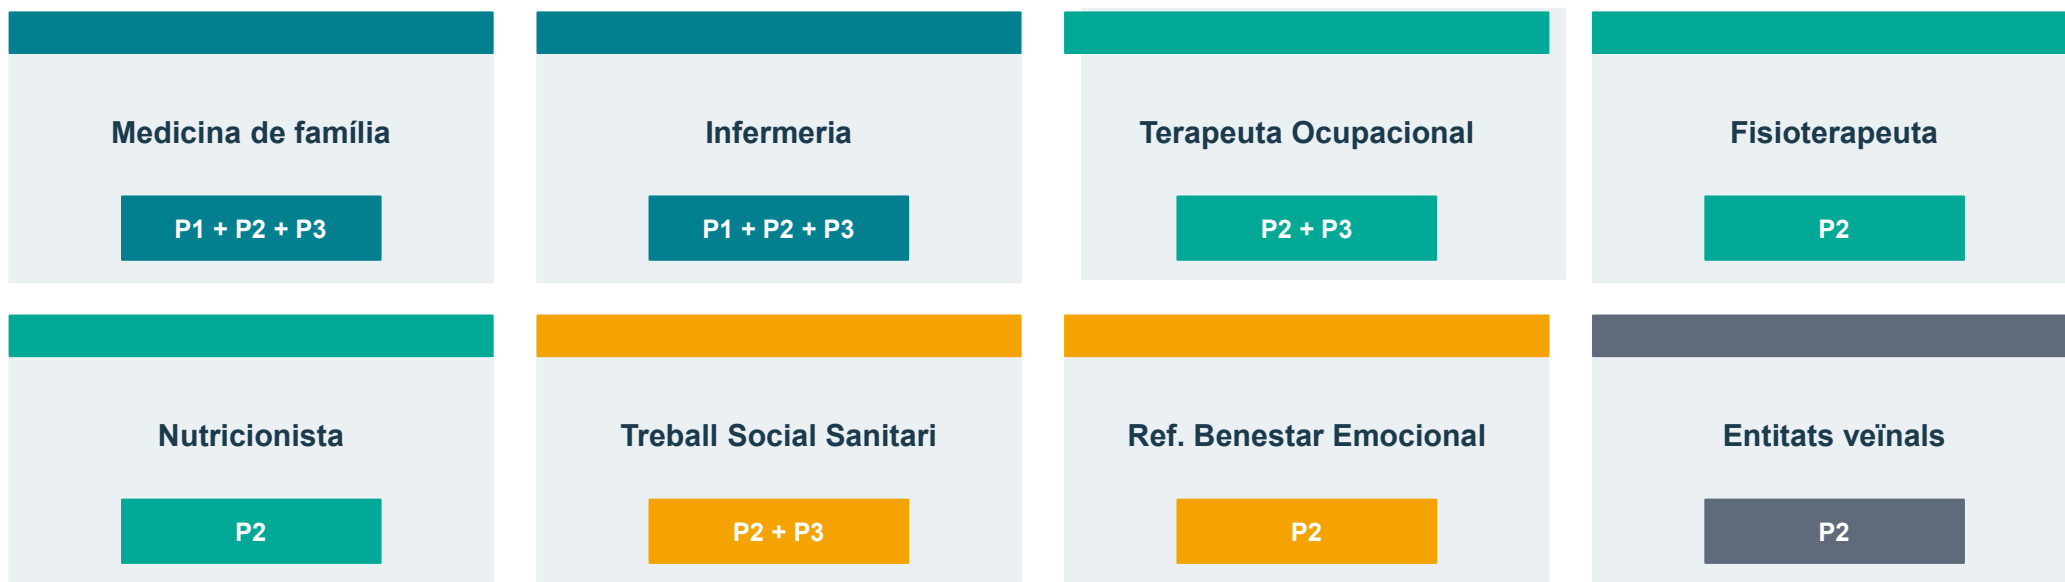 Medicina de família
P1 + P2 + P3
Infermeria
P1 + P2 + P3
Terapeuta Ocupacional
P2 + P3
Fisioterapeuta
P2
Nutricionista
P2
Treball Social Sanitari
P2 + P3
Ref. Benestar Emocional
P2
Entitats veïnals
P2